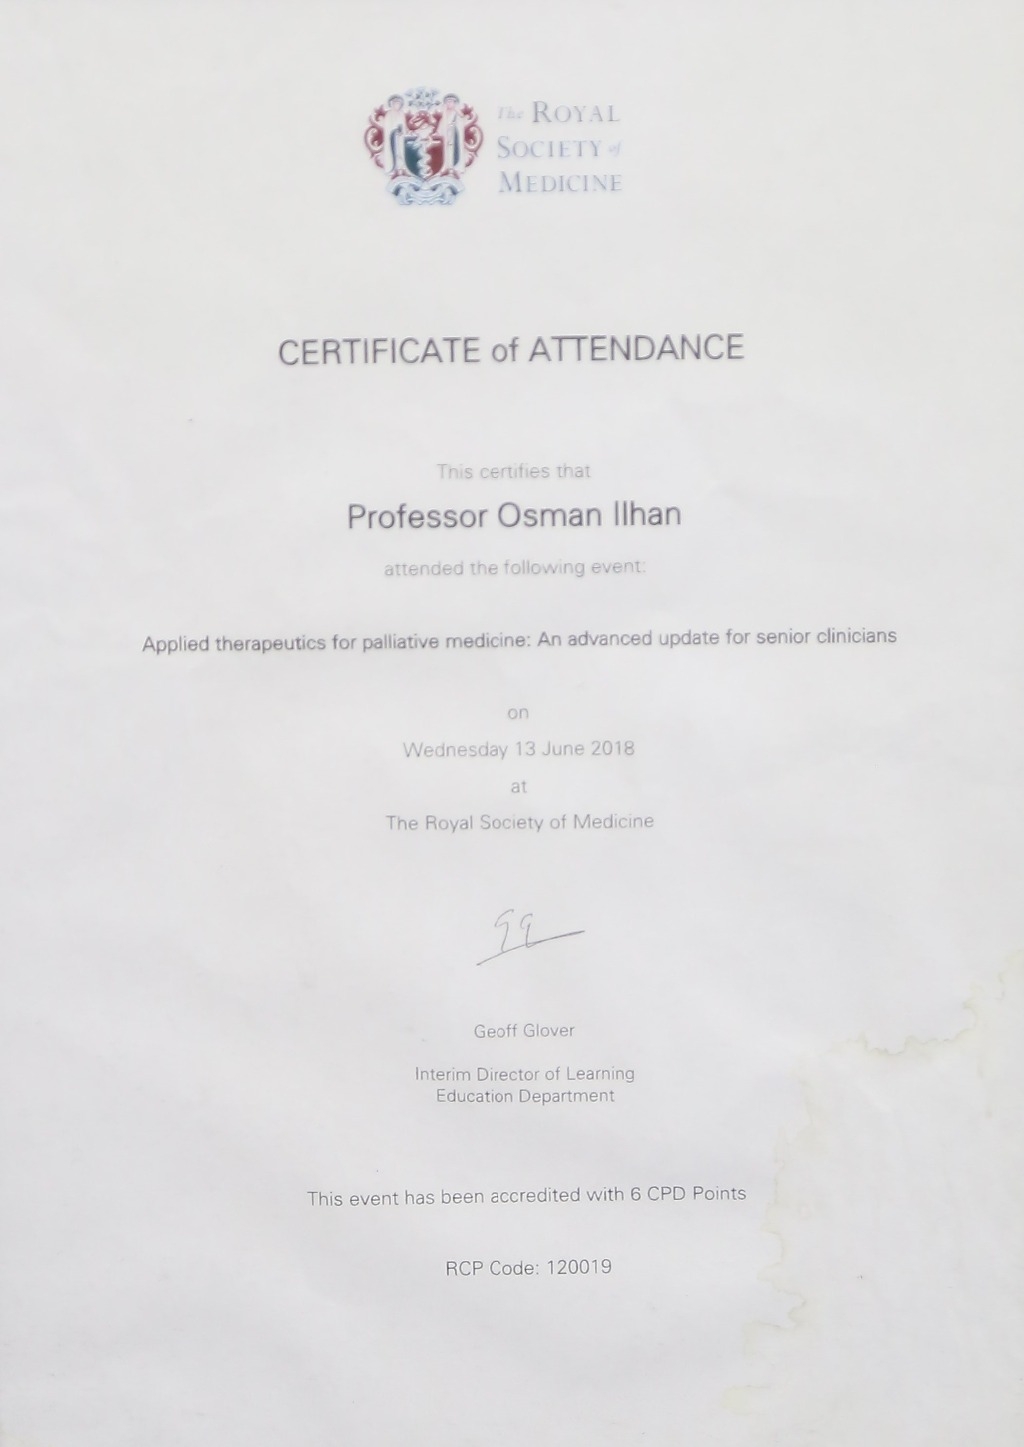 The ROYAL
SOCIETY of
MEDICINE
CERTIFICATE of ATTENDANCE
This certifies that
Professor Osman Ilhan
attended the following event:
Applied therapeutics for palliative medicine: An advanced update for senior clinicians
on
Wednesday 13 June 2018
at
The Royal Society of Medicine
Geoff Glover
Interim Director of Learning
Education Department
This event has been accredited with 6 CPD Points
RCP Code: 120019